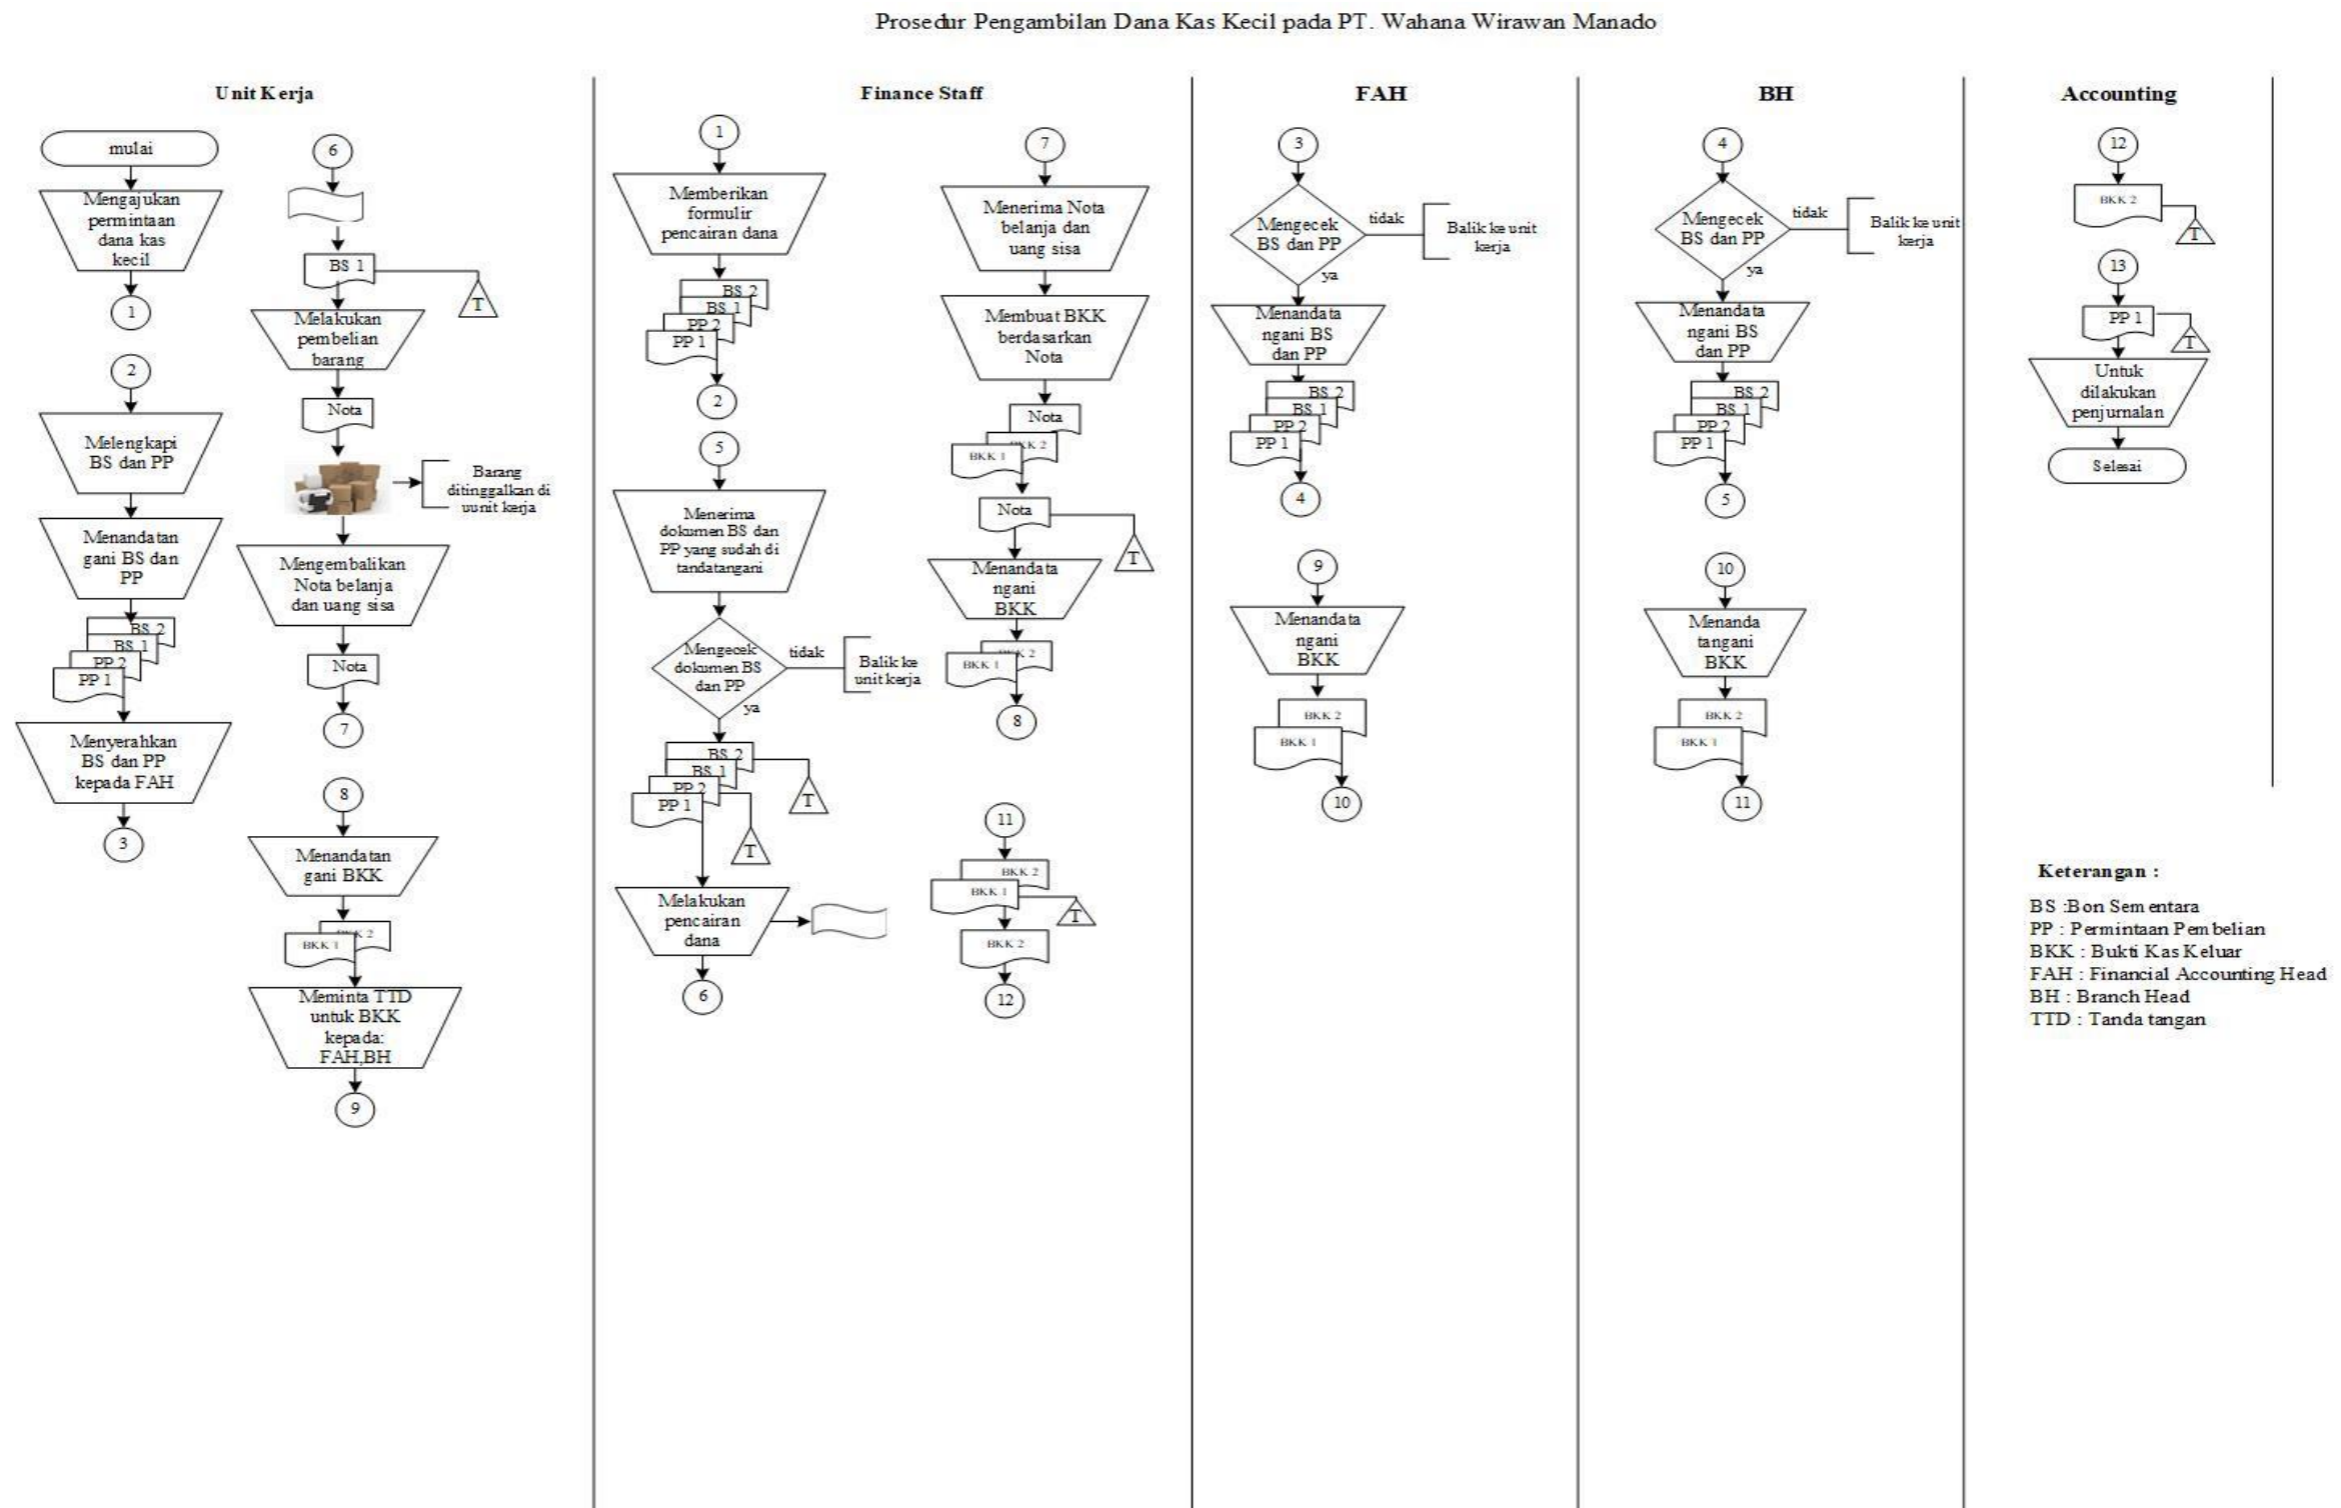 Prosedur Pengambilan Dana Kas Kecil pada PT. Wahana Wirawan Manado
Unit Kerja
mulai
Mengajukan
permintaan
dana kas
kecil
1
2
Melengkapi
BS dan PP
Menandatan
gani BS dan
PP
BS 2
BS 1
PP 2
PP 1
Menyerahkan
BS dan PP
kepada FAH
3
6
BS 1
T
Melakukan
pembelian
barang
Nota
Barang
ditinggalkan di
uunit kerja
Mengembalikan
Nota belanja
dan uang sisa
Nota
7
8
Menandatan
gani BKK
BKK 2
BKK 1
Meminta TTD
untuk BKK
kepada:
FAH,BH
9
Finance Staff
1
Memberikan
formulir
pencairan dana
BS 2
BS 1
PP 2
PP 1
2
5
Menerima
dokumen BS dan
PP yang sudah di
tandatangani
Mengecek
dokumen BS
dan PP
tidak
Balik ke
unit kerja
ya
BS 2
BS 1
PP 2
PP 1
T
T
Melakukan
pencairan
dana
6
7
Menerima Nota
belanja dan
uang sisa
Membuat BKK
berdasarkan
Nota
Nota
BKK 2
BKK 1
Nota
T
Menandata
ngani
BKK
BKK 2
BKK 1
8
11
BKK 2
BKK 1
T
BKK 2
12
FAH
3
Mengecek
BS dan PP
tidak
Balik ke unit
kerja
ya
Menandata
ngani BS
dan PP
BS 2
BS 1
PP 2
PP 1
4
9
Menandata
ngani
BKK
BKK 2
BKK 1
10
BH
4
Mengecek
BS dan PP
tidak
Balik ke unit
kerja
ya
Menandata
ngani BS
dan PP
BS 2
BS 1
PP 2
PP 1
5
10
Menanda
tangani
BKK
BKK 2
BKK 1
11
Accounting
12
BKK 2
T
13
PP 1
T
Untuk
dilakukan
penjurnalan
Selesai
Keterangan :
BS :Bon Sementara
PP : Permintaan Pembelian
BKK : Bukti Kas Keluar
FAH : Financial Accounting Head
BH : Branch Head
TTD : Tanda tangan